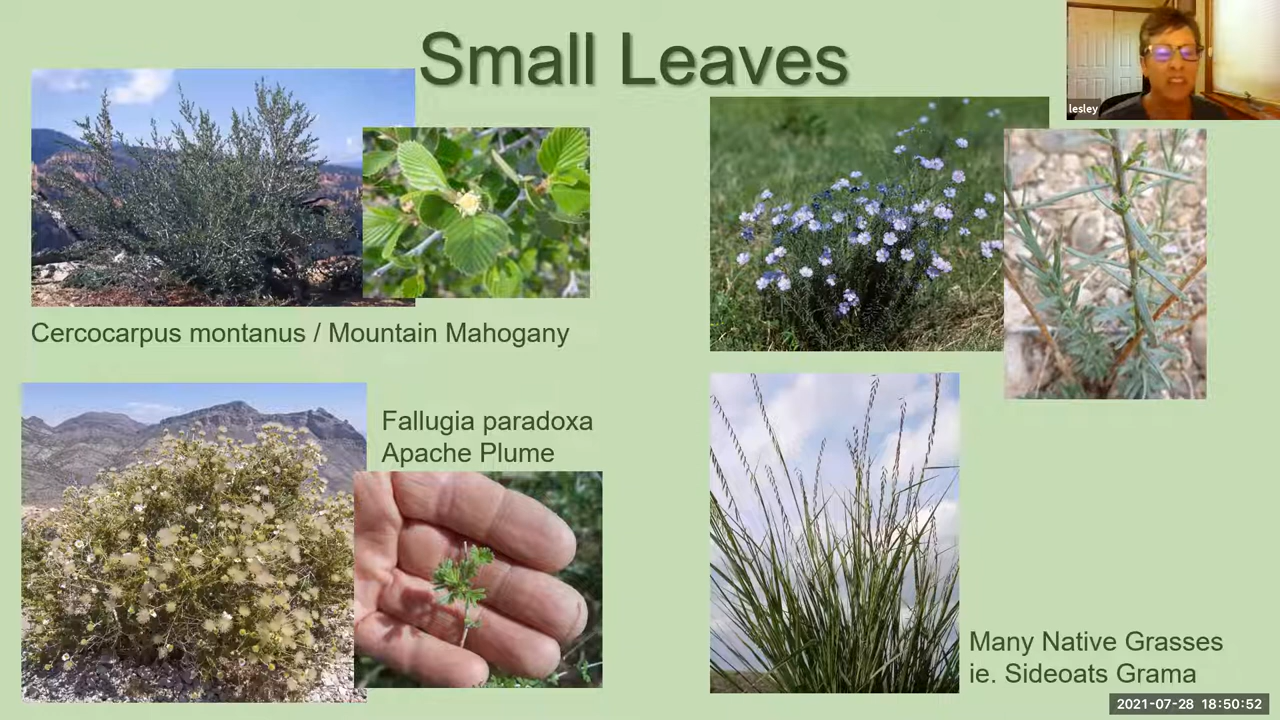 Small Leaves
lesley
Cercocarpus montanus / Mountain Mahogany
Fallugia paradoxa
Apache Plume
Many Native Grasses
ie. Sideoats Grama
2021-07-28 18:50:52